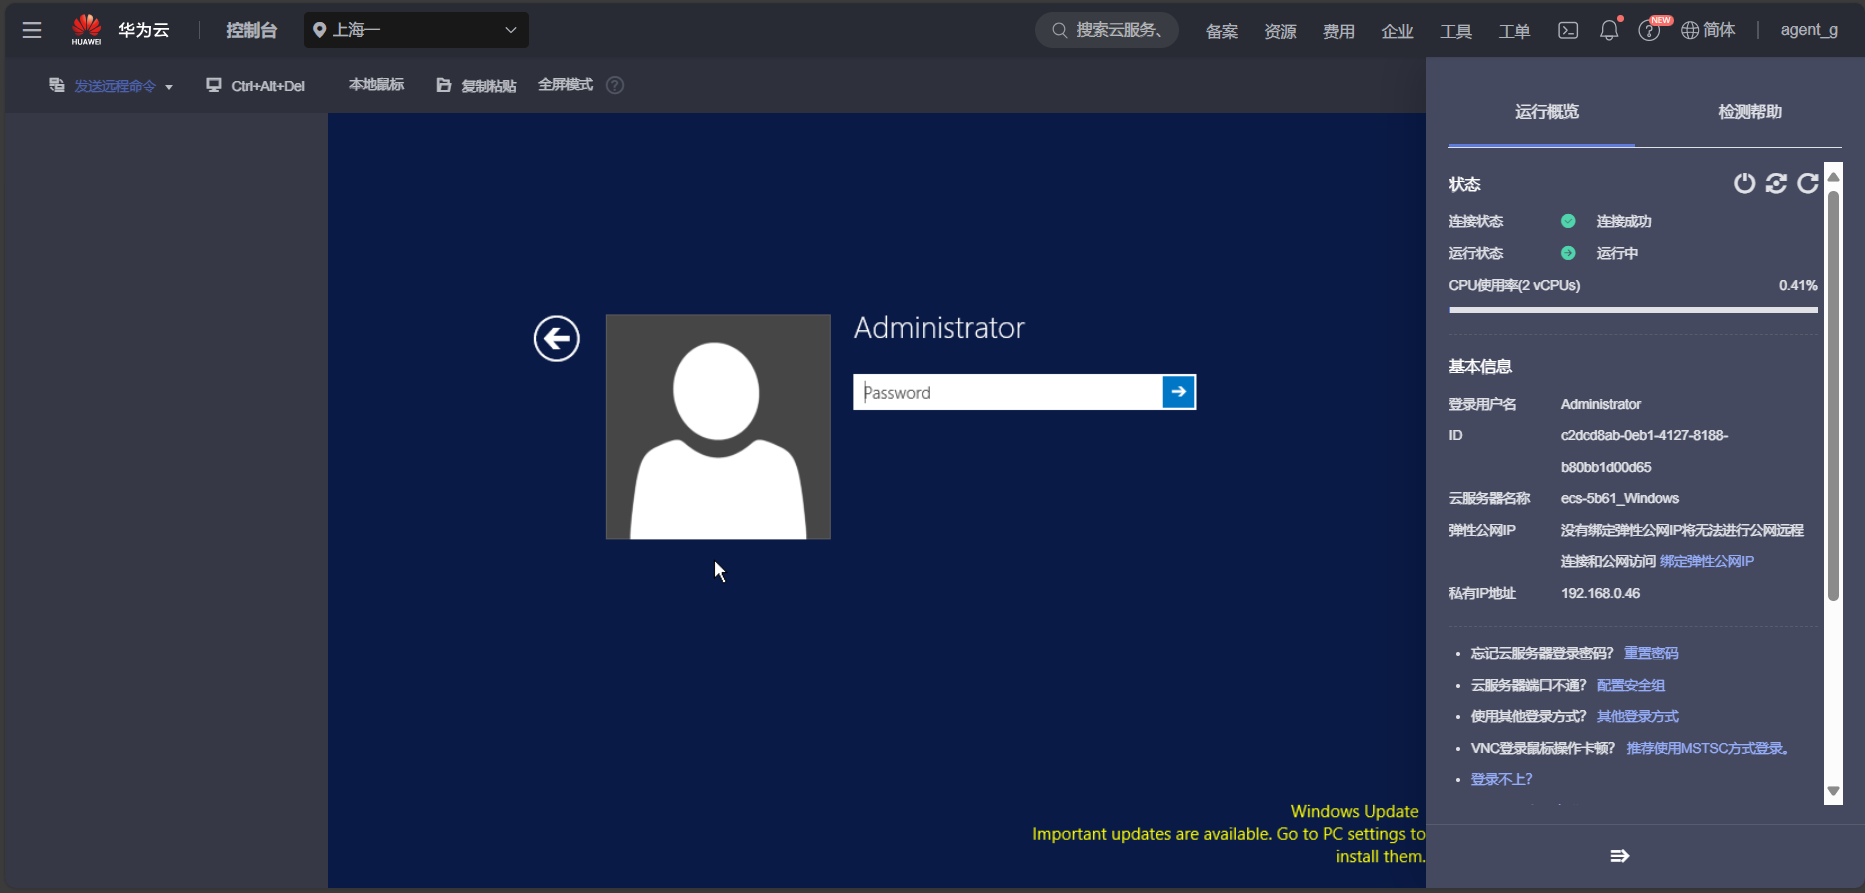 HUAWEI
华为云
控制台
上海一
搜索云服务、
备案
资源
费用
企业
工具
工单
NEW
简体
agent_g
发送远程命令
Ctrl+Alt+Del
本地鼠标
复制粘贴
全屏模式
Administrator
Password
Windows Update
Important updates are available. Go to PC settings to
install them.
运行概览
检测帮助
状态
连接状态 连接成功
运行状态 运行中
CPU使用率(2 vCPUs) 0.41%
基本信息
登录用户名 Administrator
ID c2dcd8ab-0eb1-4127-8188-
b80bb1d00d65
云服务器名称 ecs-5b61_Windows
弹性公网IP 没有绑定弹性公网IP将无法进行公网远程
连接和公网访问 绑定弹性公网IP
私有IP地址 192.168.0.46
• 忘记云服务器登录密码？ 重置密码
• 云服务器端口不通？ 配置安全组
• 使用其他登录方式？ 其他登录方式
• VNC登录鼠标操作卡顿？ 推荐使用MSTSC方式登录。
• 登录不上？